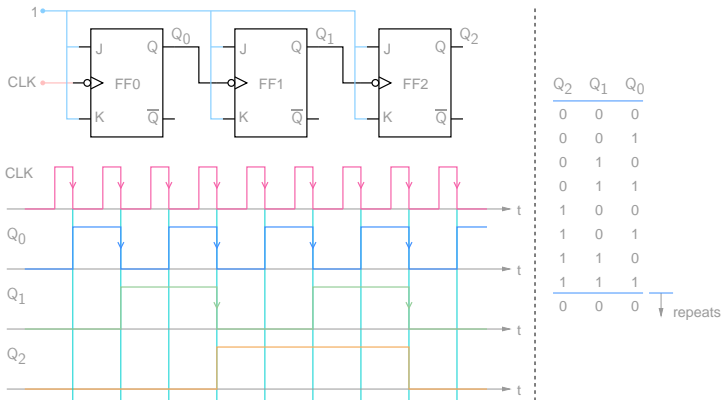 1
Q0 Q1 Q2
J Q J Q J Q
CLK FF0 FF1 FF2
K Q̅ K Q̅ K Q̅
CLK
t
Q0
t
Q1
t
Q2
t
Q2 Q1 Q0
0 0 0
0 0 1
0 1 0
0 1 1
1 0 0
1 0 1
1 1 0
1 1 1
0 0 0
repeats